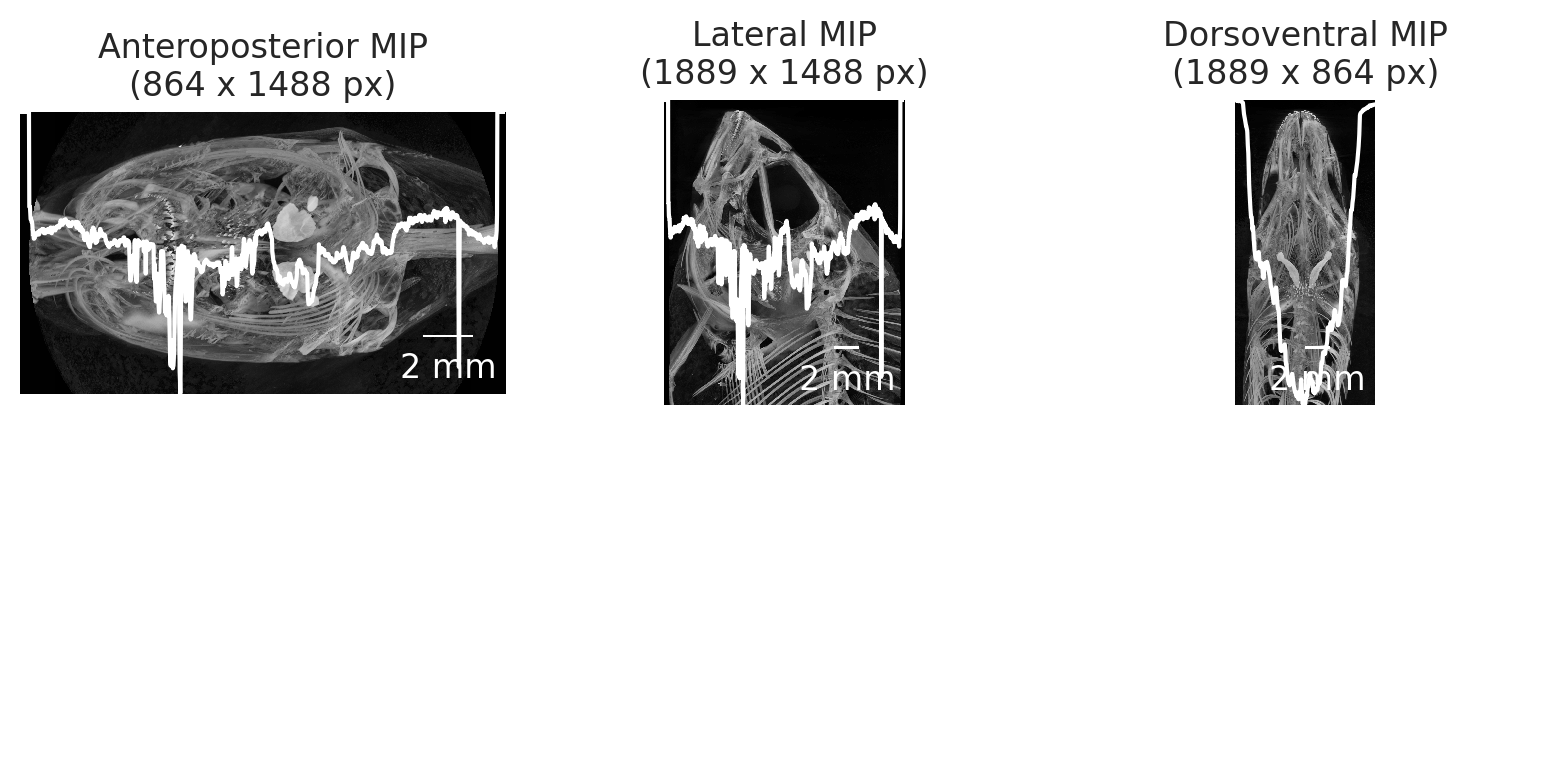 Anteroposterior MIP
(864 x 1488 px)
Lateral MIP
(1889 x 1488 px)
Dorsoventral MIP
(1889 x 864 px)
2 mm
2 mm
2 mm